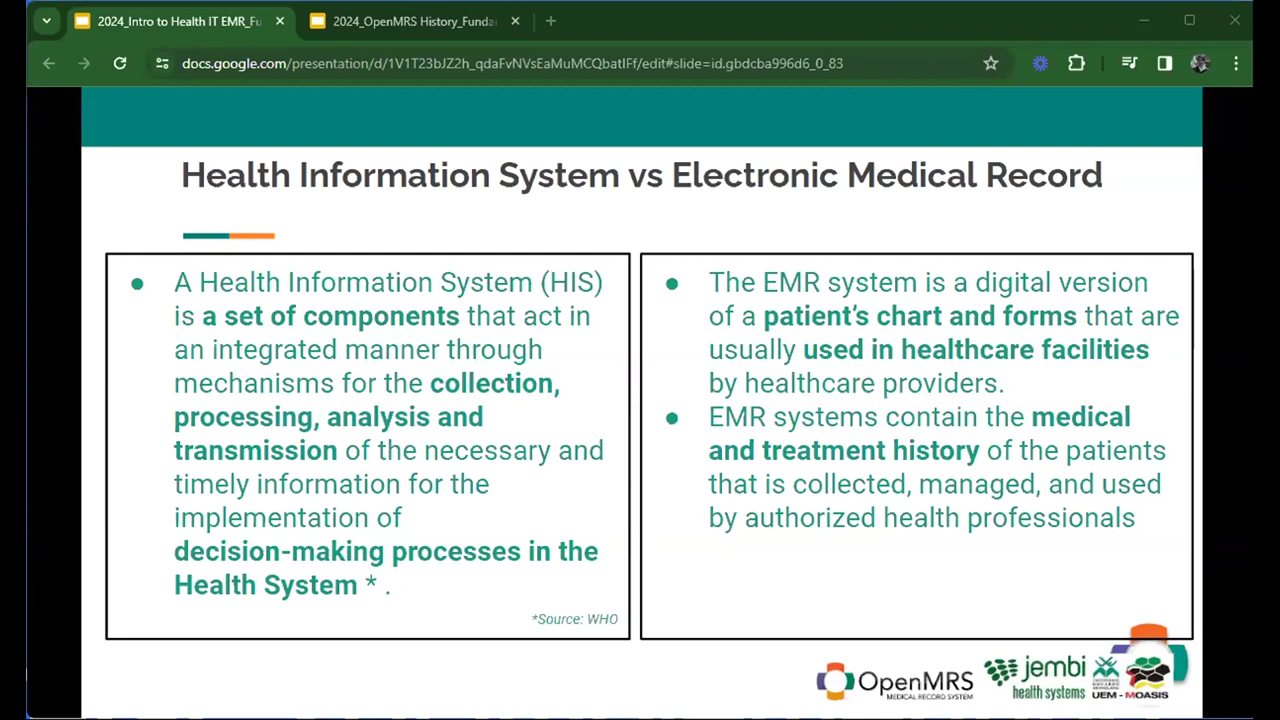 2024_Intro to Health IT EMR_Fu
2024_OpenMRS History_Funda
docs.google.com/presentation/d/1V1T23bJZ2h_qdaFvNVsEaMuMCQbatIFf/edit#slide=id.gbdcba996d6_0_83
Health Information System vs Electronic Medical Record
● A Health Information System (HIS)
is a set of components that act in
an integrated manner through
mechanisms for the collection,
processing, analysis and
transmission of the necessary and
timely information for the
implementation of
decision-making processes in the
Health System * .
*Source: WHO
● The EMR system is a digital version
of a patient's chart and forms that are
usually used in healthcare facilities
by healthcare providers.
● EMR systems contain the medical
and treatment history of the patients
that is collected, managed, and used
by authorized health professionals
OpenMRS
MEDICAL RECORD SYSTEM
jembi
health systems
UEM - MOASIS